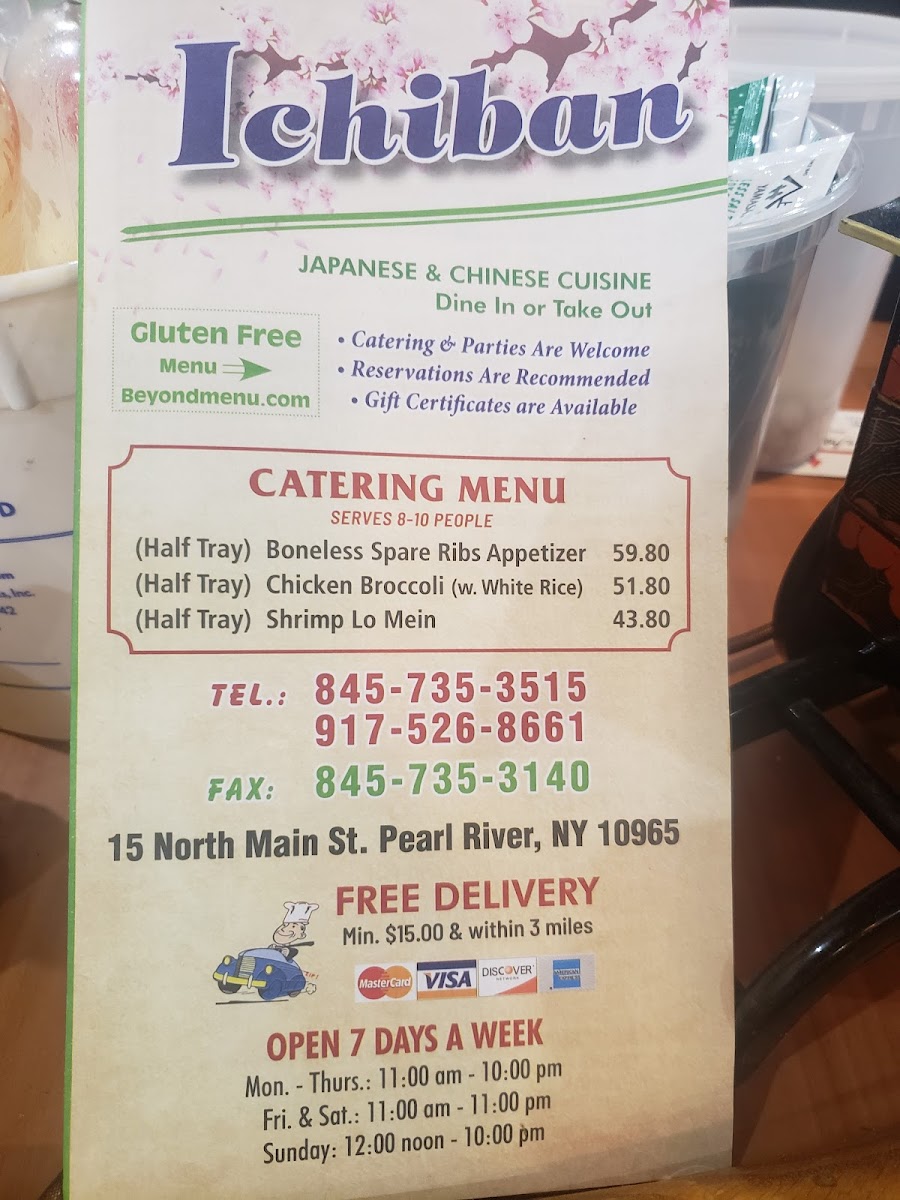 Ichiban
JAPANESE & CHINESE CUISINE
Dine In or Take Out
Gluten Free
Menu
Beyondmenu.com
• Catering & Parties Are Welcome
• Reservations Are Recommended
• Gift Certificates are Available
CATERING MENU
SERVES 8-10 PEOPLE
(Half Tray) Boneless Spare Ribs Appetizer 59.80
(Half Tray) Chicken Broccoli (w. White Rice) 51.80
(Half Tray) Shrimp Lo Mein 43.80
TEL.: 845-735-3515
917-526-8661
FAX: 845-735-3140
15 North Main St. Pearl River, NY 10965
FREE DELIVERY
Min. $15.00 & within 3 miles
MasterCard VISA DISCOVER
NETWORK
AMERICAN
EXPRESS
OPEN 7 DAYS A WEEK
Mon. - Thurs.: 11:00 am - 10:00 pm
Fri. & Sat.: 11:00 am - 11:00 pm
Sunday: 12:00 noon - 10:00 pm